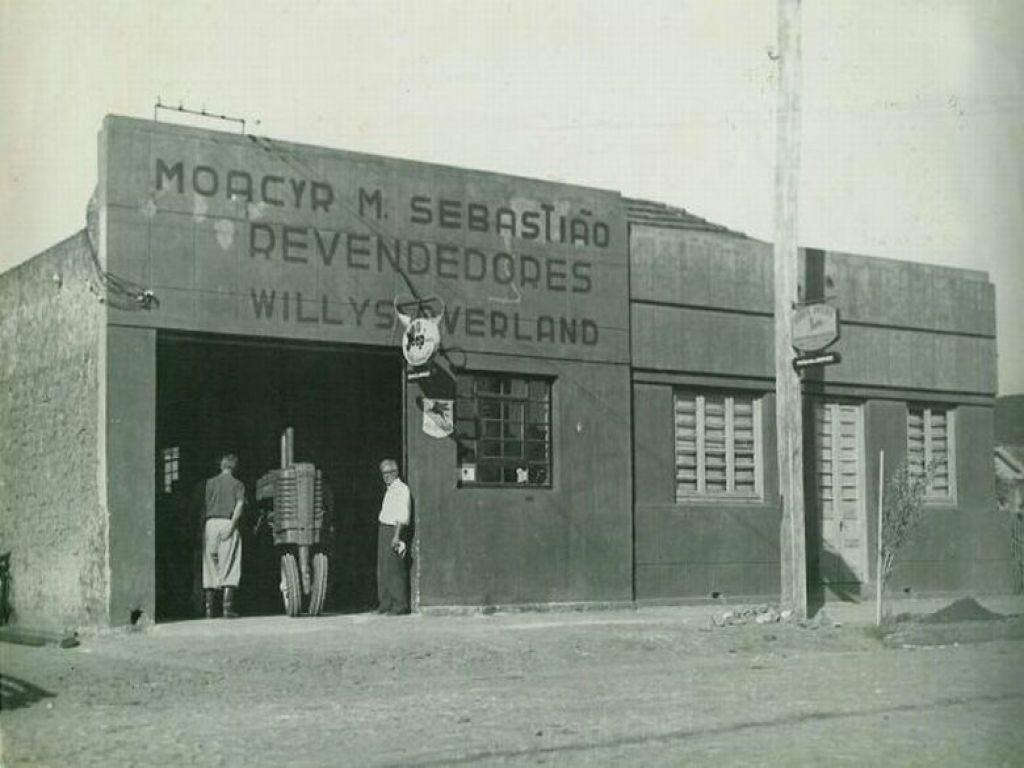 MOACYR M. SEBASTIÃO
REVENDEDORES
WILLYS OVERLAND